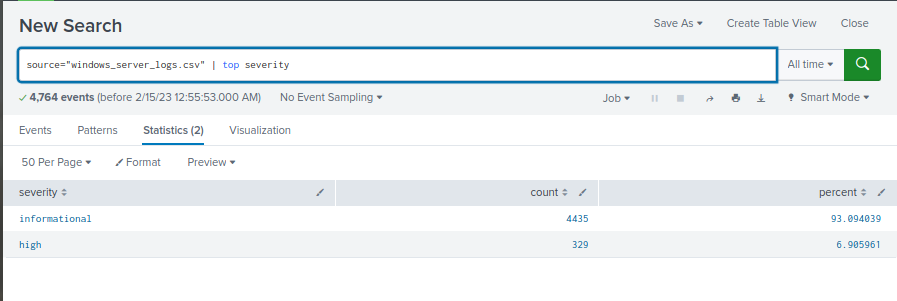 New Search
Save As Create Table View Close
source="windows_server_logs.csv" | top severity
All time
4,764 events (before 2/15/23 12:55:53.000 AM) No Event Sampling Job Smart Mode
Events Patterns Statistics (2) Visualization
50 Per Page Format Preview
severity count percent
informational 4435 93.094039
high 329 6.905961